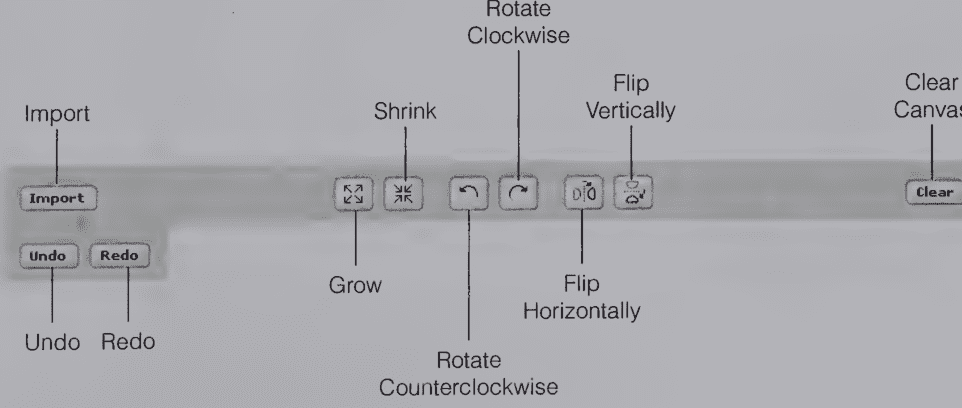 Rotate
Clockwise
Flip
Vertically
Clear
Canvas
Import
Shrink
Import
Clear
Undo
Redo
Grow
Flip
Horizontally
Undo
Redo
Rotate
Counterclockwise